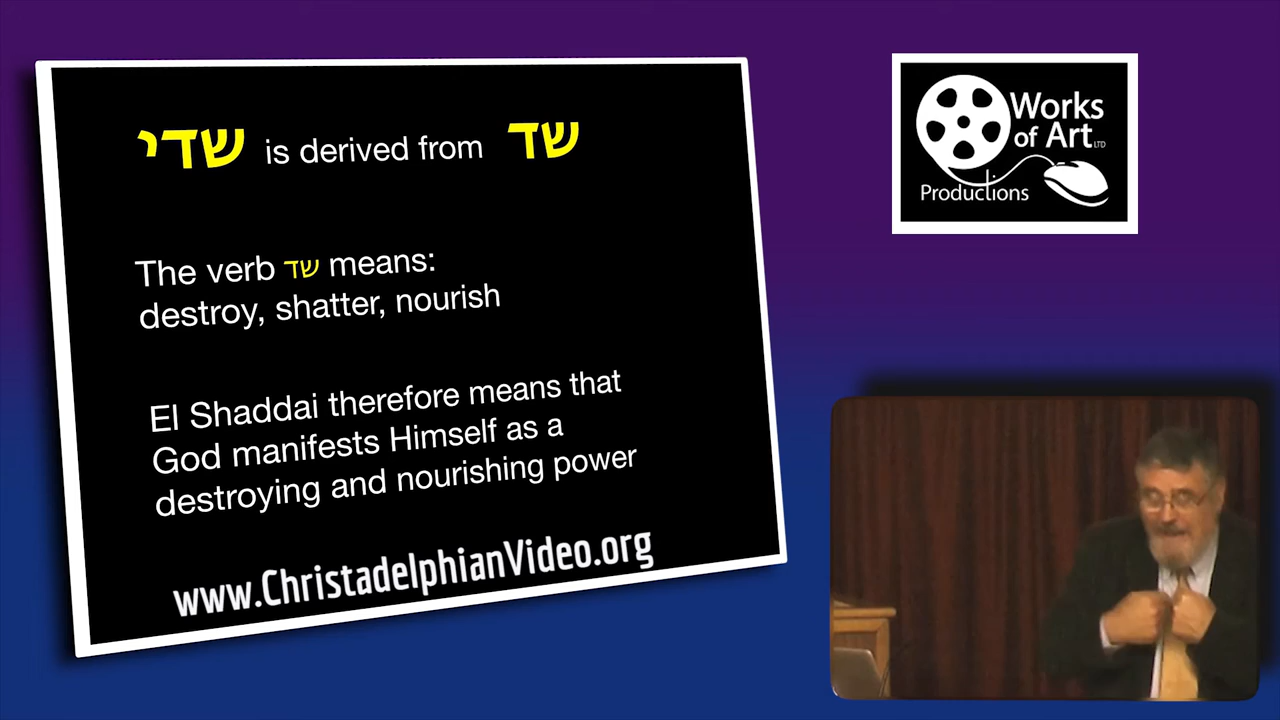 שדי is derived from שד
The verb שד means:
destroy, shatter, nourish
El Shaddai therefore means that
God manifests Himself as a
destroying and nourishing power
www.ChristadelphianVideo.org
Works
of Art LTD
Productions